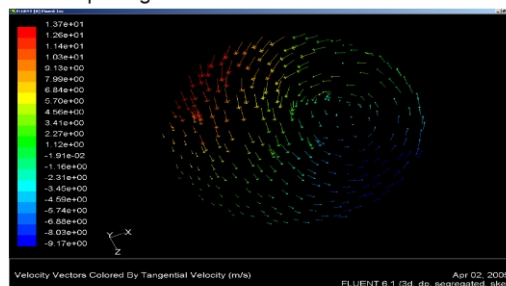 1.37e+01
1.26e+01
1.14e+01
1.03e+01
9.13e+00
7.99e+00
6.84e+00
5.70e+00
4.56e+00
3.41e+00
2.27e+00
1.12e+00
-1.91e-02
-1.16e+00
-2.31e+00
-3.45e+00
-4.59e+00
-5.74e+00
-6.88e+00
-8.03e+00
-9.17e+00
Y X
Z
Velocity Vectors Colored By Tangential Velocity (m/s)
Apr 02, 2005
FLUENT 6.1 (3d, dp, segregated, ske